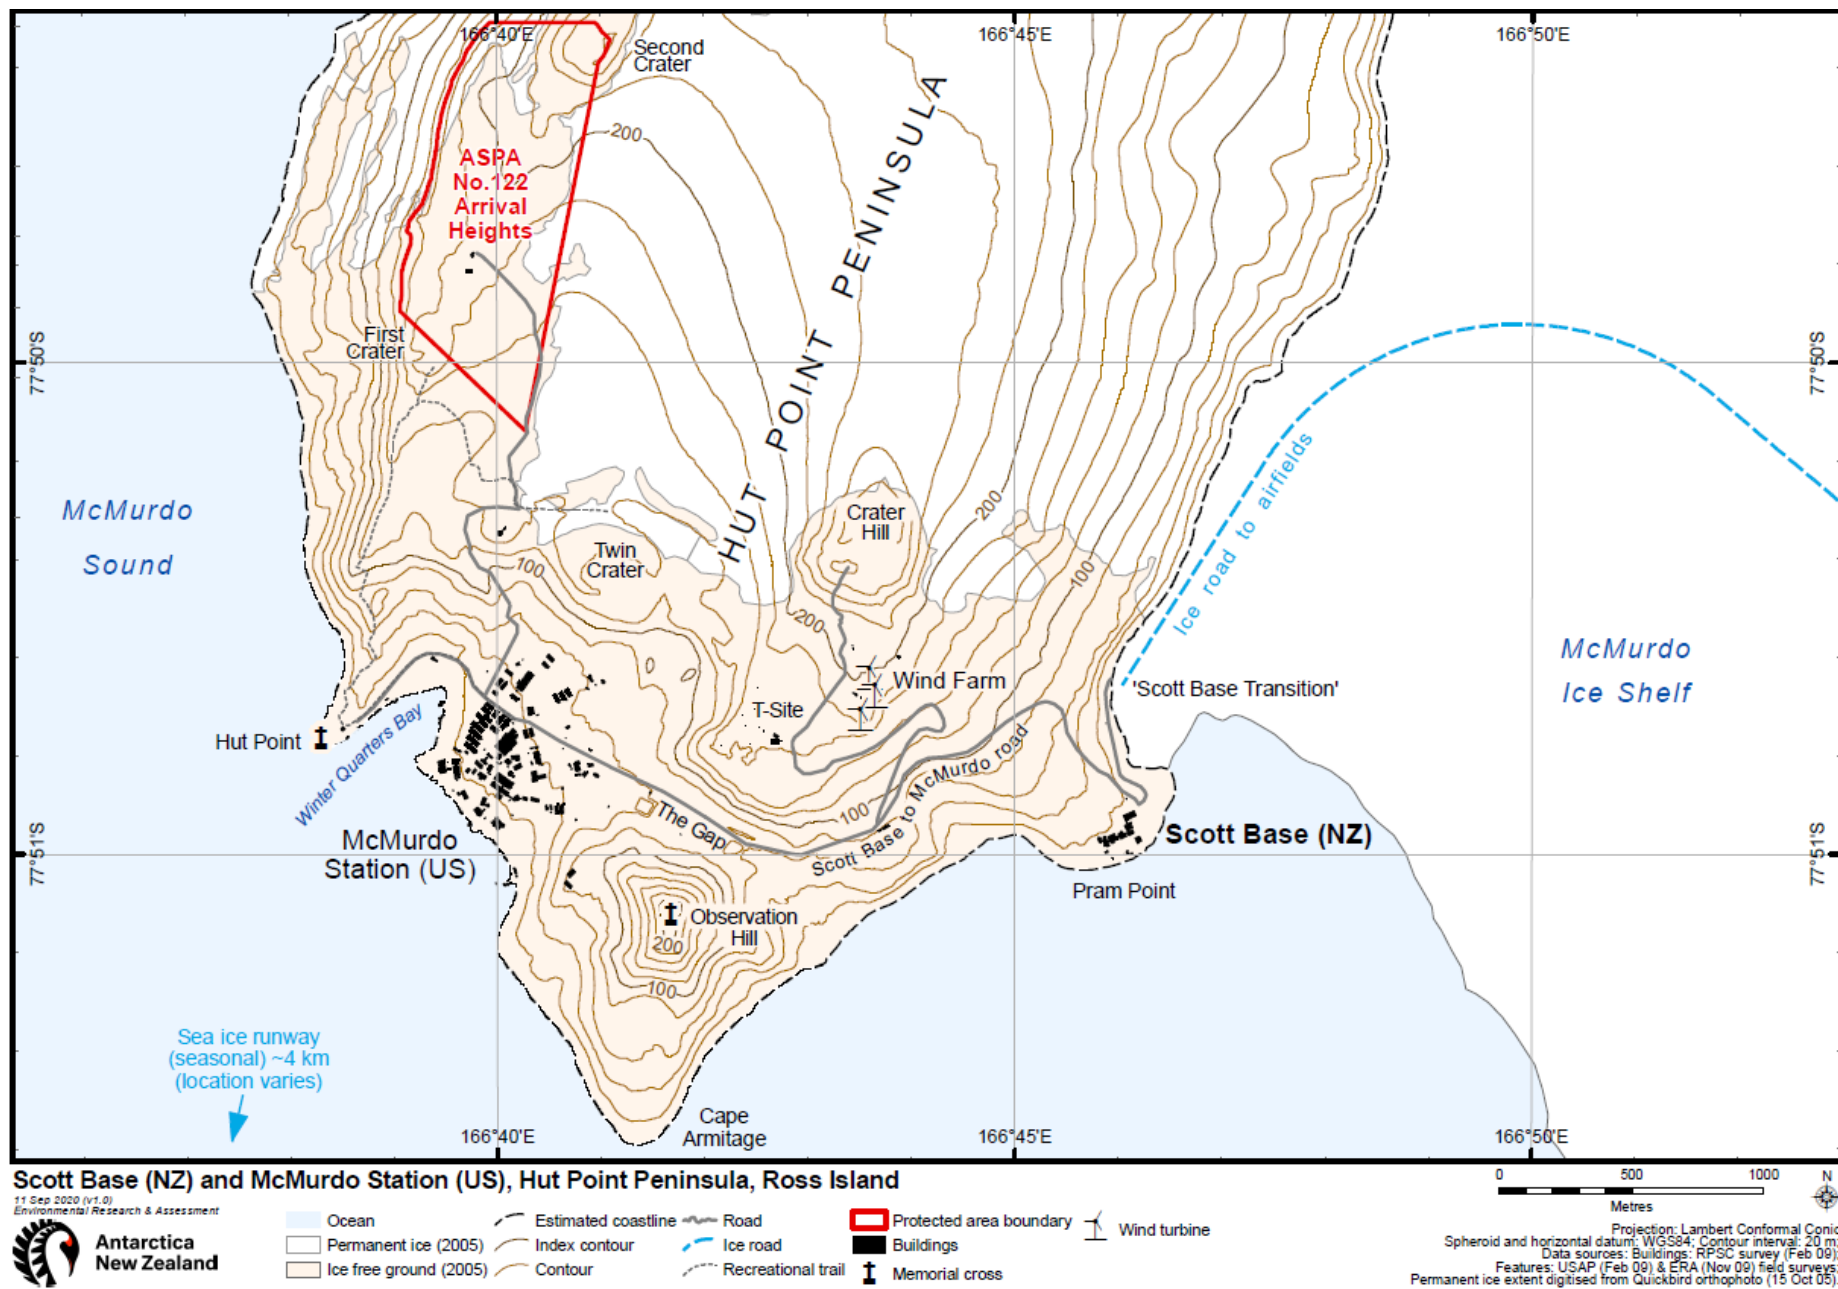 166°40'E
166°45'E
166°50'E
Second
Crater
200
ASPA
No.122
Arrival
Heights
HUT POINT PENINSULA
First
Crater
77°50'S
77°50'S
Ice road to airfields
McMurdo
Sound
Crater
Hill
200
Twin
Crater
100
100
200
McMurdo
Ice Shelf
Wind Farm
'Scott Base Transition'
T-Site
Hut Point
Winter Quarters Bay
The Gap
100
Scott Base to McMurdo road
McMurdo
Station (US)
Scott Base (NZ)
77°51'S
77°51'S
Pram Point
Observation
Hill
200
100
Sea ice runway
(seasonal) ~4 km
(location varies)
Cape
Armitage
166°40'E
166°45'E
166°50'E
Scott Base (NZ) and McMurdo Station (US), Hut Point Peninsula, Ross Island
11 Sep 2020 (v1.0)
Environmental Research & Assessment
Antarctica
New Zealand
Ocean
Permanent ice (2005)
Ice free ground (2005)
Estimated coastline
Index contour
Contour
Road
Ice road
Recreational trail
Protected area boundary
Buildings
Memorial cross
Wind turbine
0 500 1000
Metres
N
Projection: Lambert Conformal Conic
Spheroid and horizontal datum: WGS84; Contour interval: 20 m;
Data sources: Buildings: RPSC survey (Feb 09);
Features: USAP (Feb 09) & ERA (Nov 09) field surveys;
Permanent ice extent digitised from Quickbird orthophoto (15 Oct 05).